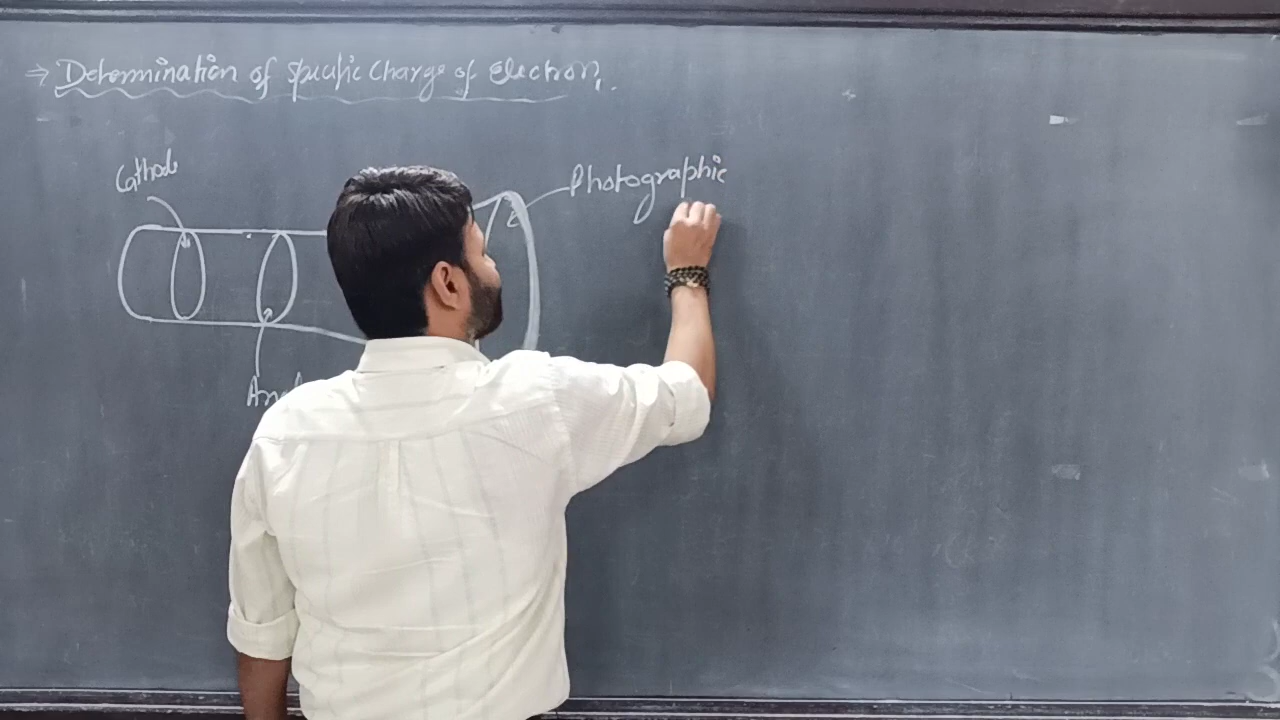 ⇒ Determination of Specific Charge of Electron.
Cathode
Photographic